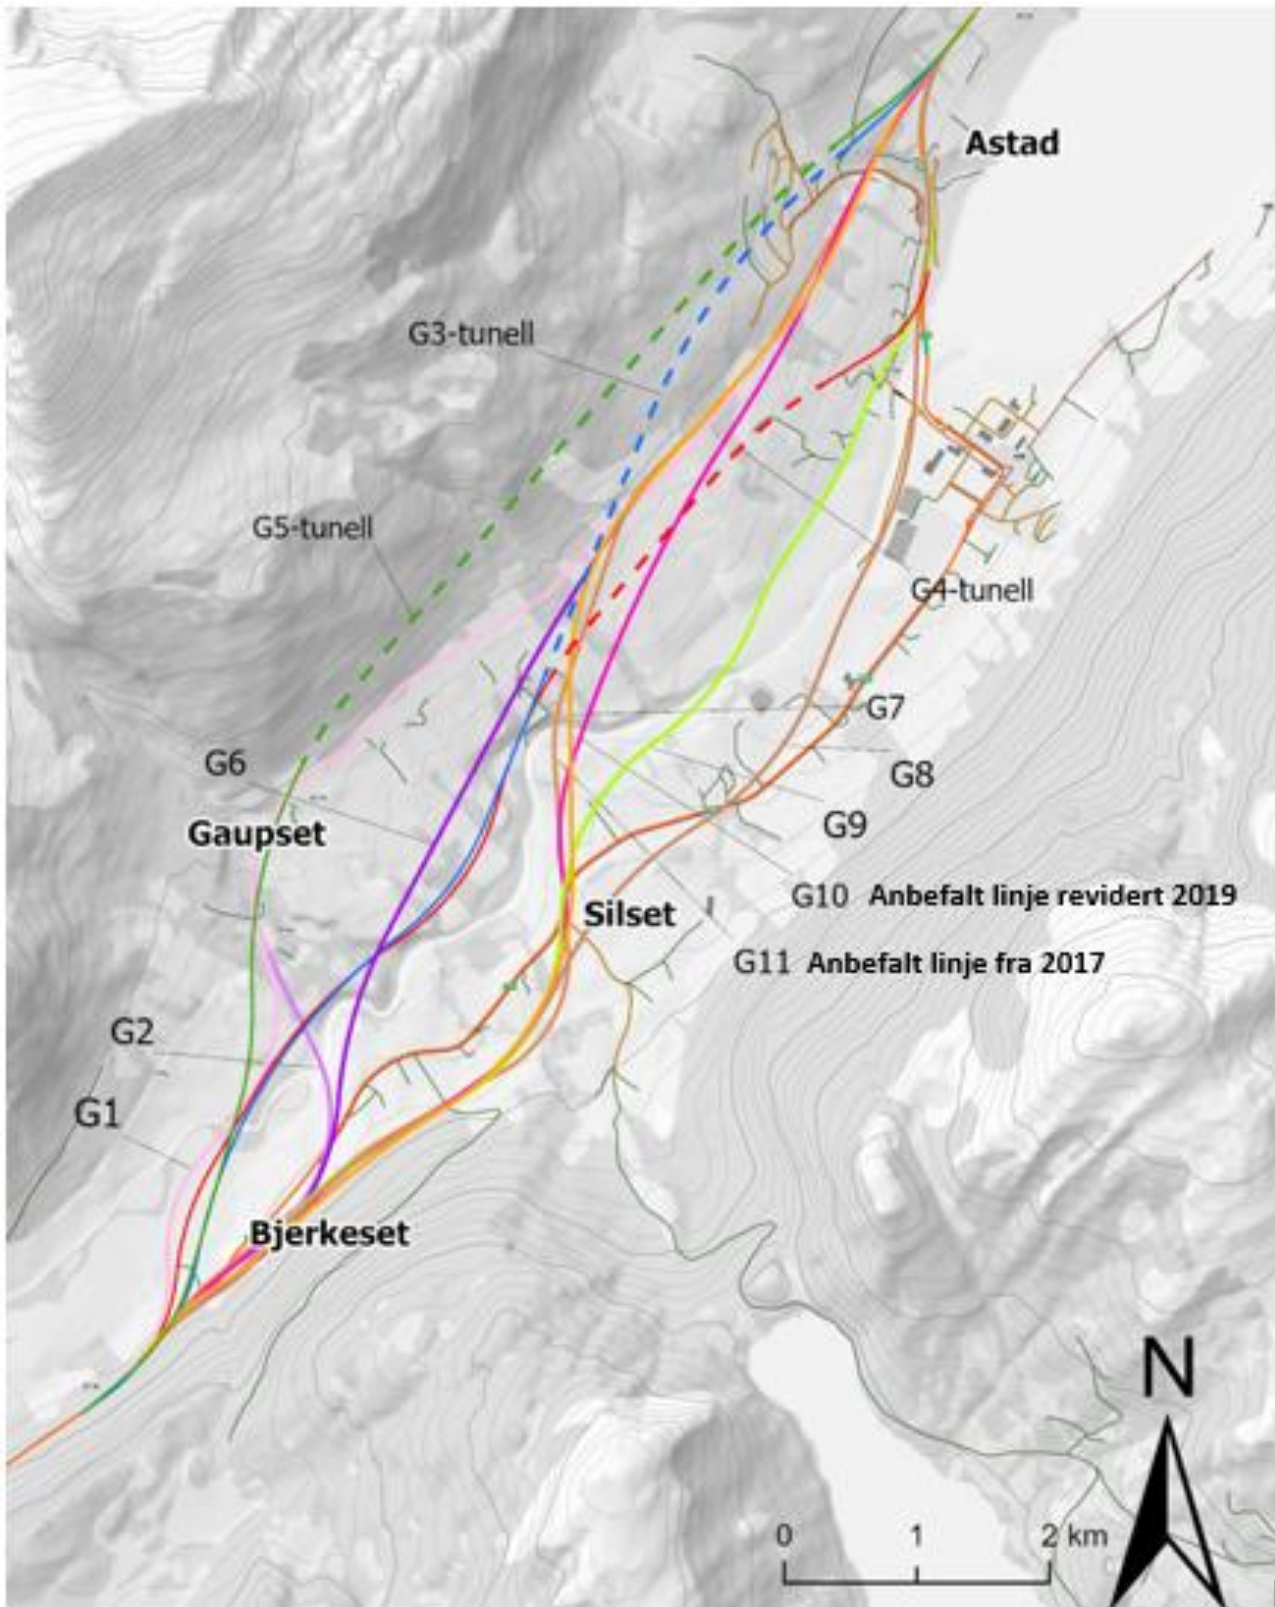 Astad
G3-tunell
G5-tunell
G4-tunell
G7
G6
G8
Gaupset
G9
G10 Anbefalt linje revidert 2019
Silset
G11 Anbefalt linje fra 2017
G2
G1
Bjerkeset
N
0 1 2 km